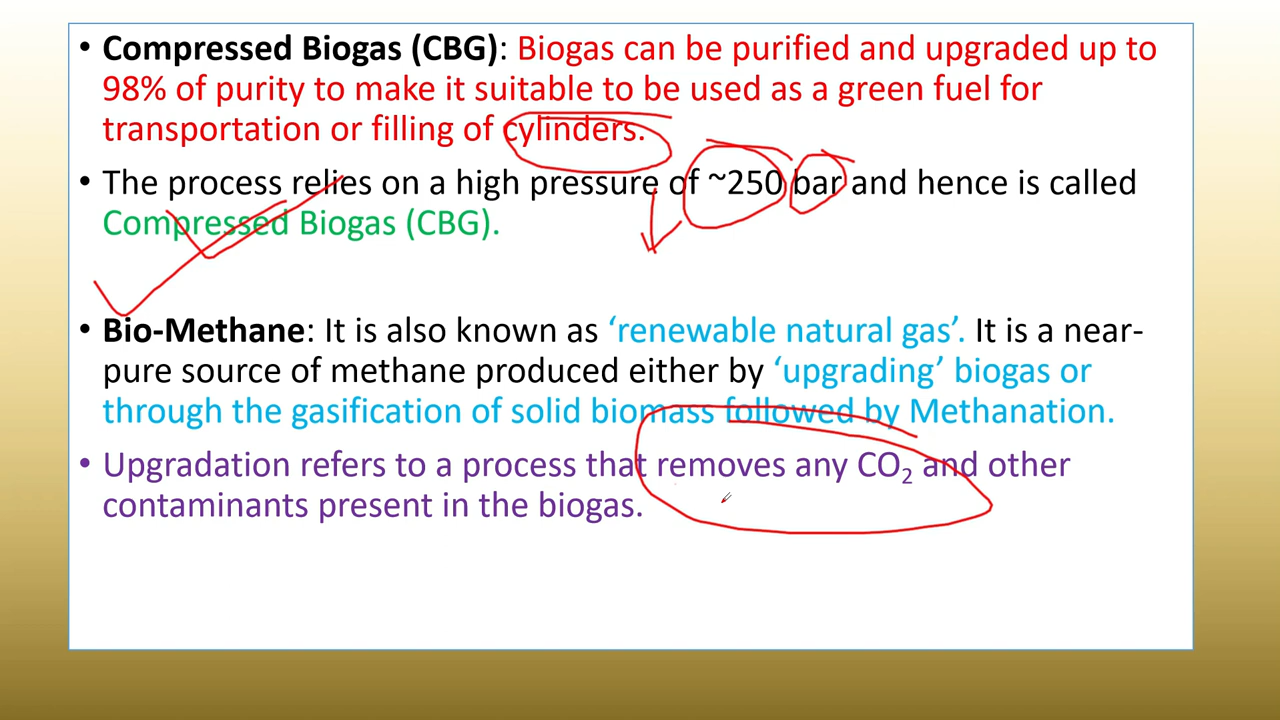 • Compressed Biogas (CBG): Biogas can be purified and upgraded up to
98% of purity to make it suitable to be used as a green fuel for
transportation or filling of cylinders.
• The process relies on a high pressure of ~250 bar and hence is called
Compressed Biogas (CBG).
• Bio-Methane: It is also known as ‘renewable natural gas’. It is a near-
pure source of methane produced either by ‘upgrading’ biogas or
through the gasification of solid biomass followed by Methanation.
• Upgradation refers to a process that removes any CO₂ and other
contaminants present in the biogas.